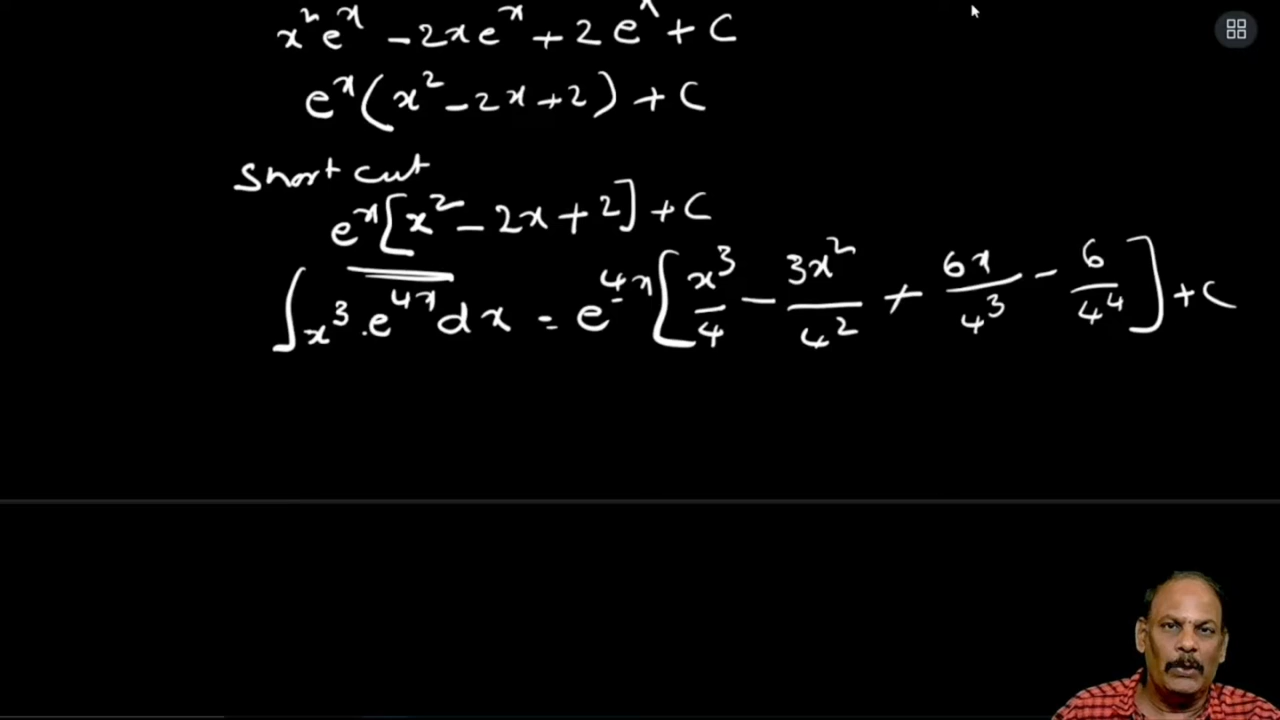 x²eˣ - 2xeˣ + 2eˣ + C
eˣ(x² - 2x + 2) + C
Short cut
eˣ[x² - 2x + 2] + C
∫x³.e⁴ˣdx = e⁴ˣ[x³/4 - 3x²/4² + 6x/4³ - 6/4⁴] + C